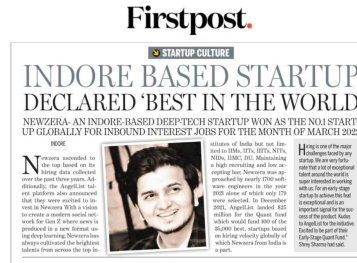 Firstpost.
STARTUP CULTURE
INDORE BASED STARTUP
DECLARED 'BEST IN THE WORLD
NEWZERA- AN INDORE-BASED DEEP-TECH STARTUP WON AS THE NO.1 START
UP GLOBALLY FOR INBOUND INTEREST JOBS FOR THE MONTH OF MARCH 202
INDORE
Newzera ascended to
the top based on its
hiring data collected
over the past three years. Ad-
ditionally, the AngelList tal-
ent platform also announced
that they were excited to in-
vest in Newzera With a vision
to create a modern social net-
work for Gen Z where news is
produced in a new format us-
ing deep learning, Newzera has
always cultivated the brightest
talents from across the top in-
stitutes of India but not lim-
ited to IIMs, IITs, IIITs, NITs,
NIDs, IIMC, DU. Maintaining
a high recruiting and low ac-
cepting bar, Newzera was ap-
proached by nearly 1700 soft-
ware engineers in the year
2021 alone of which only 170
were selected. In December
2021, AngelList landed $25
million for the Quant fund
which would fund 300 of the
35,000 best, startups based
on hiring velocity globally of
which Newzera from India is
a part.
Hiring is one of the major
challenges faced by any
startup. We are very fortu-
nate that a lot of exceptional
talent around the world is
super interested in working
with us. For an early-stage
startup to achieve this had
is exceptional and is an
important signal for the suc-
cess of the product. Kudos
to AngelList for the initiative.
Excited to be part of their
Early-Stage Quant Fund."
Shrey Sharma had said.